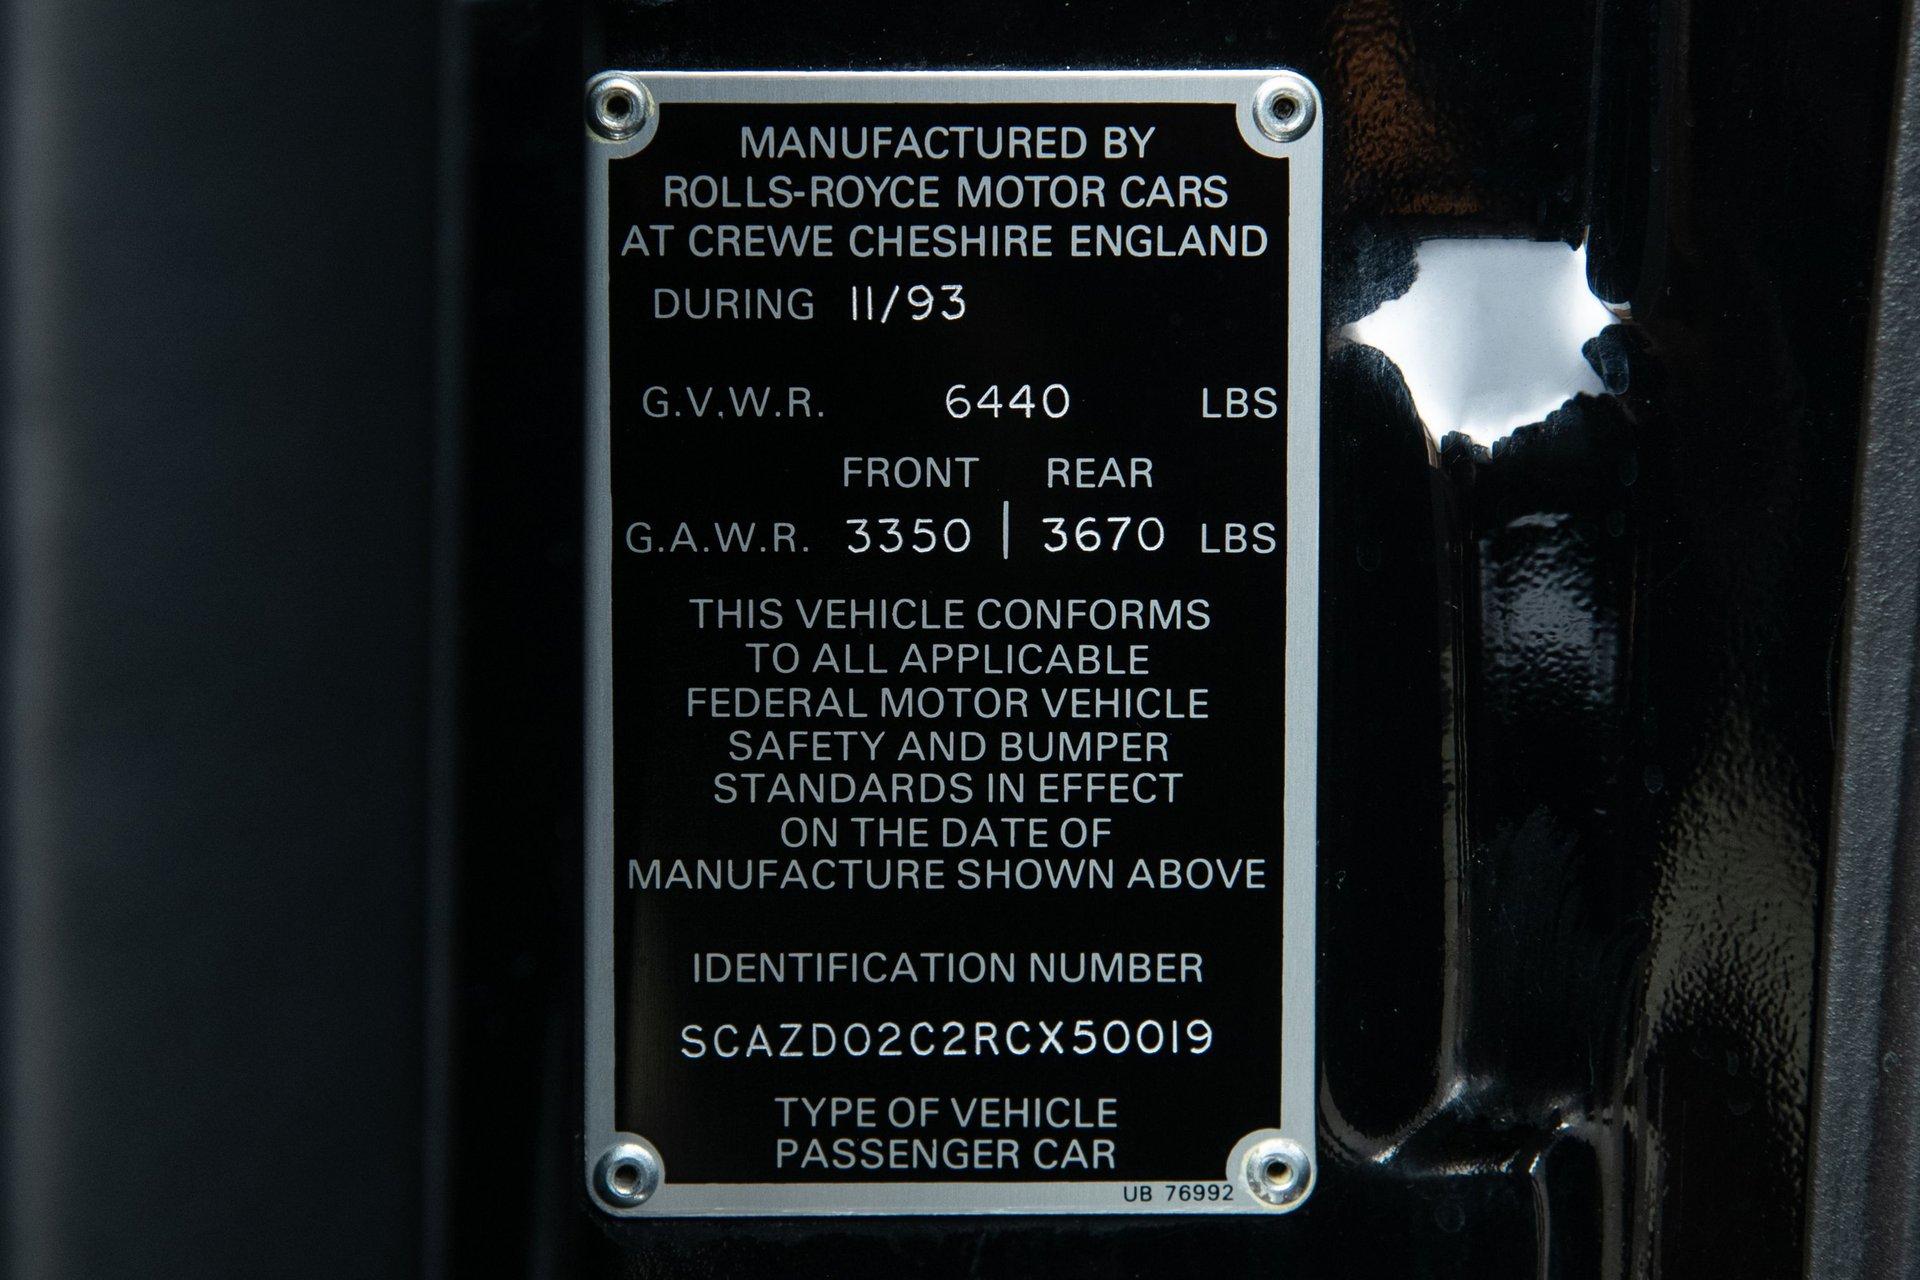 MANUFACTURED BY
ROLLS-ROYCE MOTOR CARS
AT CREWE CHESHIRE ENGLAND
DURING 11/93
G.V.W.R. 6440 LBS
FRONT REAR
G.A.W.R. 3350 | 3670 LBS
THIS VEHICLE CONFORMS
TO ALL APPLICABLE
FEDERAL MOTOR VEHICLE
SAFETY AND BUMPER
STANDARDS IN EFFECT
ON THE DATE OF
MANUFACTURE SHOWN ABOVE
IDENTIFICATION NUMBER
SCAZD02C2RCX50019
TYPE OF VEHICLE
PASSENGER CAR
UB 76992